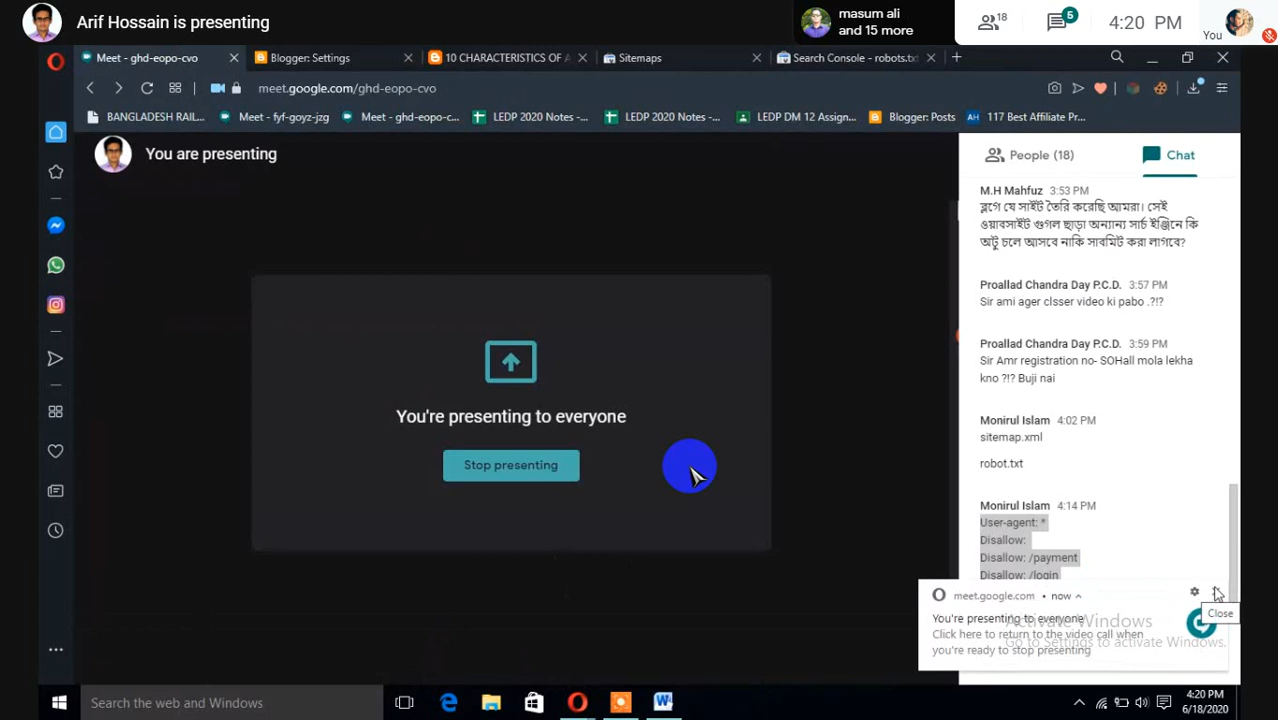 Arif Hossain is presenting
masum ali
and 15 more
18
5
4:20 PM
You
Meet - ghd-eopo-cvo
Blogger: Settings
10 CHARACTERISTICS OF A
Sitemaps
Search Console - robots.tx
meet.google.com/ghd-eopo-cvo
BANGLADESH RAIL...
Meet - fyf-goyz-jzg
Meet - ghd-eopo-c...
LEDP 2020 Notes -...
LEDP 2020 Notes -...
LEDP DM 12 Assign...
Blogger: Posts
117 Best Affiliate Pr...
You are presenting
People (18)
Chat
M.H Mahfuz 3:53 PM
ব্লগে যে সাইট তৈরি করেছি আমরা। সেই
ওয়াবসাইট গুগল ছাড়া অন্যান্য সার্চ ইঞ্জিনে কি
অটু চলে আসবে নাকি সাবমিট করা লাগবে?
Proallad Chandra Day P.C.D. 3:57 PM
Sir ami ager clsser video ki pabo .?!?
Proallad Chandra Day P.C.D. 3:59 PM
Sir Amr registration no- SOHall mola lekha
kno ?!? Buji nai
Monirul Islam 4:02 PM
sitemap.xml
robot.txt
Monirul Islam 4:14 PM
User-agent: *
Disallow:
Disallow: /payment
Disallow: /login
You're presenting to everyone
Stop presenting
meet.google.com • now
Close
You're presenting to everyone
Click here to return to the video call when
you're ready to stop presenting
Activate Windows
Go to Settings to activate Windows.
Search the web and Windows
4:20 PM
6/18/2020